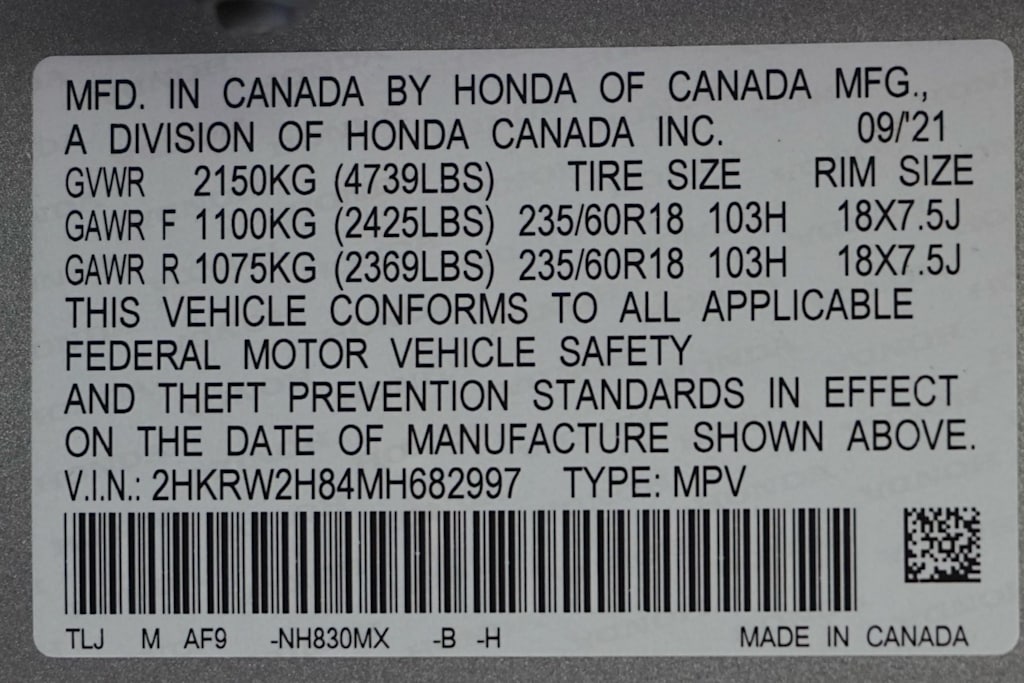 MFD. IN CANADA BY HONDA OF CANADA MFG.,
A DIVISION OF HONDA CANADA INC. 09/'21
GVWR 2150KG (4739LBS) TIRE SIZE RIM SIZE
GAWR F 1100KG (2425LBS) 235/60R18 103H 18X7.5J
GAWR R 1075KG (2369LBS) 235/60R18 103H 18X7.5J
THIS VEHICLE CONFORMS TO ALL APPLICABLE
FEDERAL MOTOR VEHICLE SAFETY
AND THEFT PREVENTION STANDARDS IN EFFECT
ON THE DATE OF MANUFACTURE SHOWN ABOVE.
V.I.N.: 2HKRW2H84MH682997 TYPE: MPV
TLJ M AF9 -NH830MX -B -H MADE IN CANADA